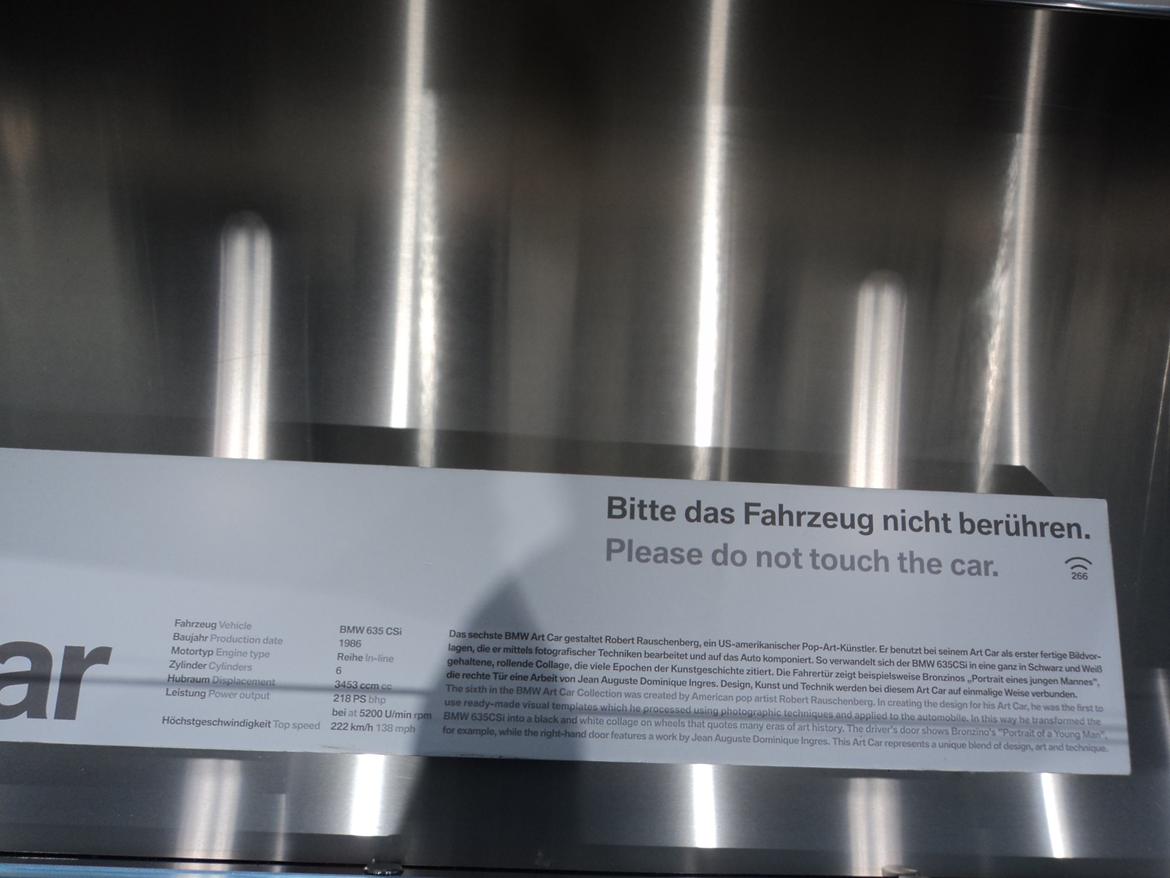 Bitte das Fahrzeug nicht berühren.
Please do not touch the car.
266
ar
Fahrzeug Vehicle BMW 635 CSi
Baujahr Production date 1986
Motortyp Engine type Reihe In-line
Zylinder Cylinders 6
Hubraum Displacement 3453 ccm cc
Leistung Power output 218 PS bhp
bei at 5200 U/min rpm
Höchstgeschwindigkeit Top speed 222 km/h 138 mph
Das sechste BMW Art Car gestaltet Robert Rauschenberg, ein US-amerikanischer Pop-Art-Künstler. Er benutzt bei seinem Art Car als erster fertige Bildvor-
lagen, die er mittels fotografischer Techniken bearbeitet und auf das Auto komponiert. So verwandelt sich der BMW 635CSi in eine ganz in Schwarz und Weiß
gehaltene, rollende Collage, die viele Epochen der Kunstgeschichte zitiert. Die Fahrertür zeigt beispielsweise Bronzinos „Portrait eines jungen Mannes“,
die rechte Tür eine Arbeit von Jean Auguste Dominique Ingres. Design, Kunst und Technik werden bei diesem Art Car auf einmalige Weise verbunden.
The sixth in the BMW Art Car Collection was created by American pop artist Robert Rauschenberg. In creating the design for his Art Car, he was the first to
use ready-made visual templates which he processed using photographic techniques and applied to the automobile. In this way he transformed the
BMW 635CSi into a black and white collage on wheels that quotes many eras of art history. The driver's door shows Bronzino's "Portrait of a Young Man",
for example, while the right-hand door features a work by Jean Auguste Dominique Ingres. This Art Car represents a unique blend of design, art and technique.